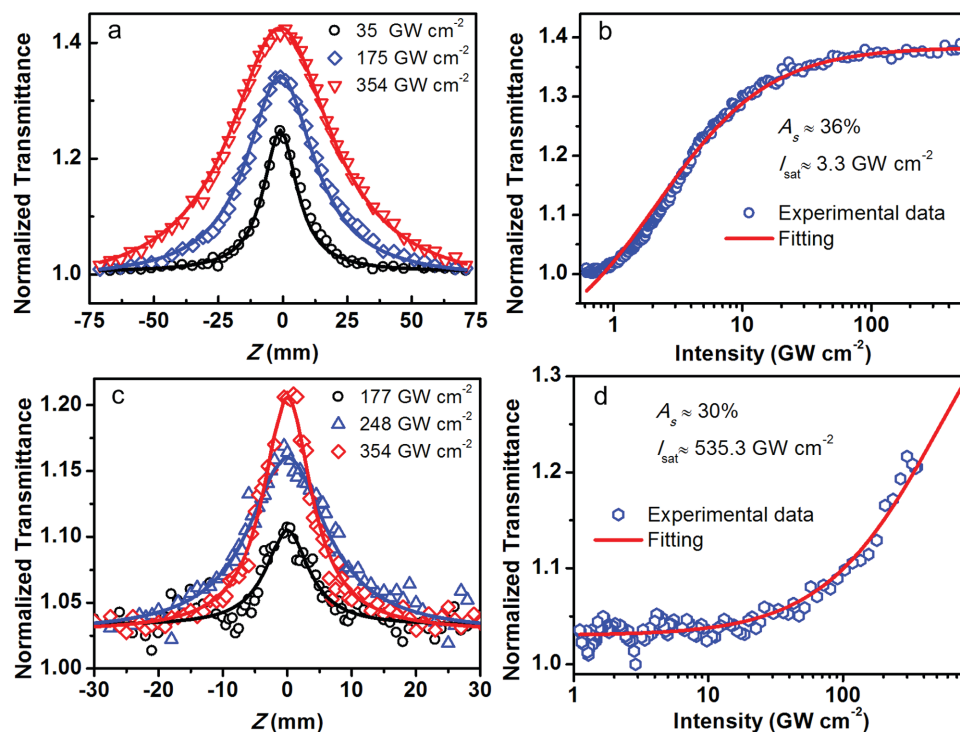 a
35 GW cm⁻²
175 GW cm⁻²
354 GW cm⁻²
Normalized Transmittance
1.4
1.2
1.0
-75 -50 -25 0 25 50 75
Z (mm)
b
Normalized Transmittance
1.4
1.3
1.2
1.1
1.0
Aₛ ≈ 36%
Iₛₐₜ≈ 3.3 GW cm⁻²
Experimental data
Fitting
1 10 100
Intensity (GW cm⁻²)
c
177 GW cm⁻²
248 GW cm⁻²
354 GW cm⁻²
Normalized Transmittance
1.20
1.15
1.10
1.05
1.00
-30 -20 -10 0 10 20 30
Z (mm)
d
Normalized Transmittance
1.3
1.2
1.1
1.0
Aₛ ≈ 30%
Iₛₐₜ≈ 535.3 GW cm⁻²
Experimental data
Fitting
1 10 100
Intensity (GW cm⁻²)